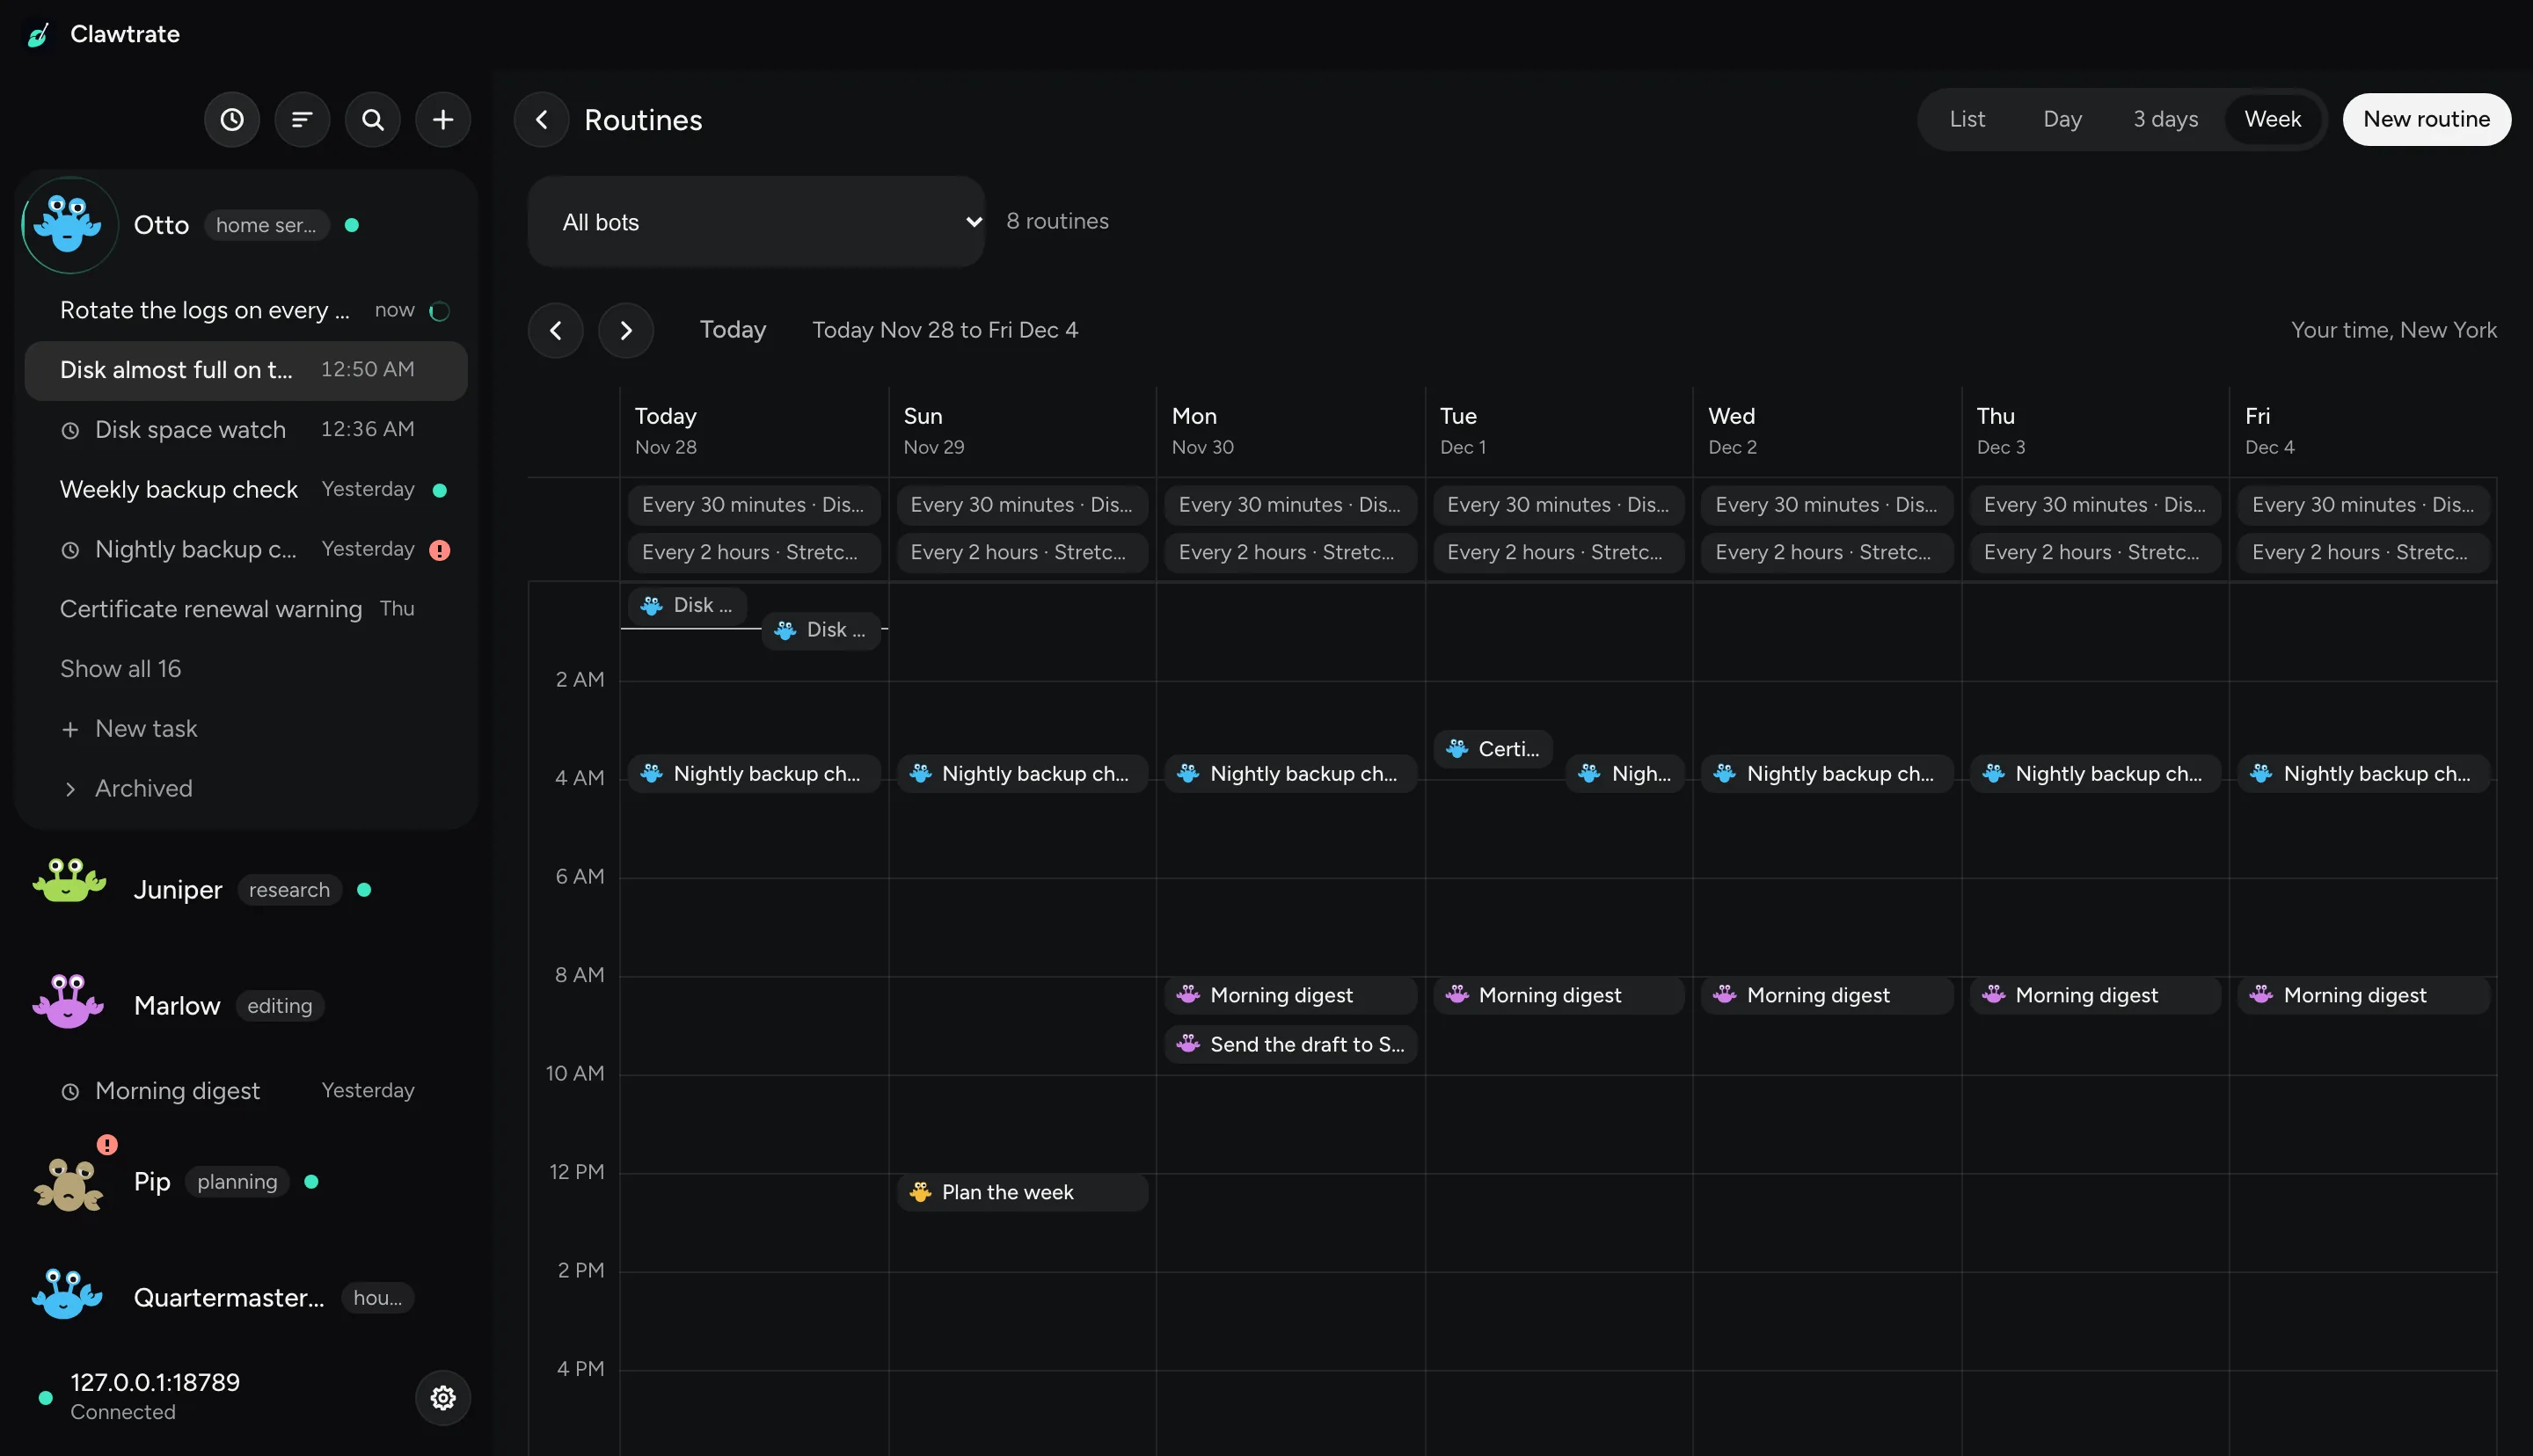 Clawtrate
Otto home ser...
Rotate the logs on every ... now
Disk almost full on t... 12:50 AM
Disk space watch 12:36 AM
Weekly backup check Yesterday
Nightly backup c... Yesterday
Certificate renewal warning Thu
Show all 16
New task
Archived
Juniper research
Marlow editing
Morning digest Yesterday
Pip planning
Quartermaster... hou...
127.0.0.1:18789
Connected
Routines
List Day 3 days Week New routine
All bots 8 routines
Today Today Nov 28 to Fri Dec 4 Your time, New York
Today Sun Mon Tue Wed Thu Fri
Nov 28 Nov 29 Nov 30 Dec 1 Dec 2 Dec 3 Dec 4
Every 30 minutes · Dis... Every 30 minutes · Dis... Every 30 minutes · Dis... Every 30 minutes · Dis... Every 30 minutes · Dis... Every 30 minutes · Dis... Every 30 minutes · Dis...
Every 2 hours · Stretc... Every 2 hours · Stretc... Every 2 hours · Stretc... Every 2 hours · Stretc... Every 2 hours · Stretc... Every 2 hours · Stretc... Every 2 hours · Stretc...
Disk ...
Disk ...
2 AM
Certi...
4 AM Nightly backup ch... Nightly backup ch... Nightly backup ch... Nigh... Nightly backup ch... Nightly backup ch... Nightly backup ch...
6 AM
8 AM
Morning digest Morning digest Morning digest Morning digest Morning digest
Send the draft to S...
10 AM
12 PM
Plan the week
2 PM
4 PM